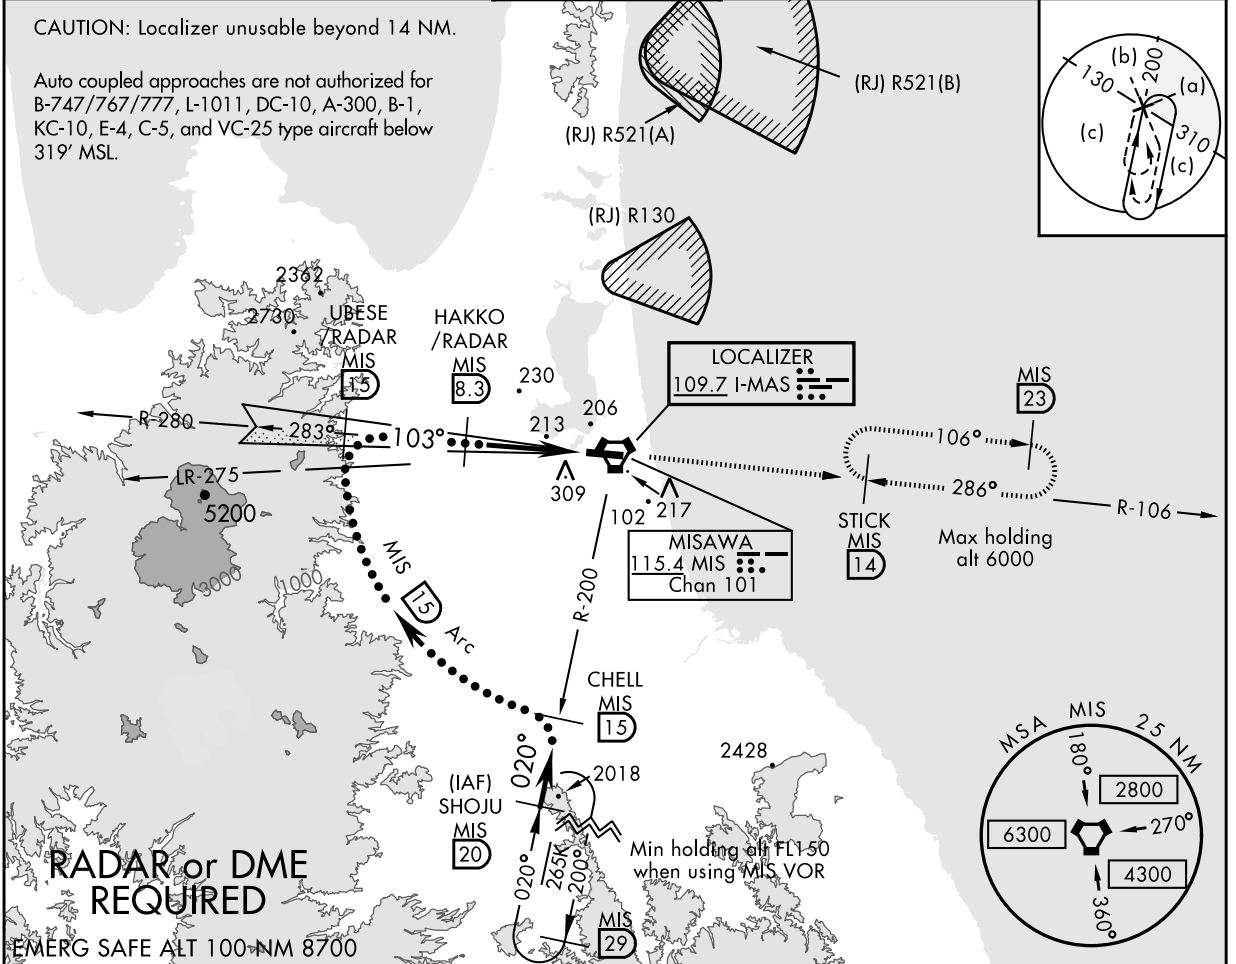 CAUTION: Localizer unusable beyond 14 NM.
Auto coupled approaches are not authorized for
B-747/767/777, L-1011, DC-10, A-300, B-1,
KC-10, E-4, C-5, and VC-25 type aircraft below
319' MSL.
(RJ) R521(B)
(RJ) R521(A)
(RJ) R130
(b)
200
(a)
130
310
(c)
(c)
2362
2730
UBESE
/RADAR
MIS
15
HAKKO
/RADAR
MIS
8.3
230
206
213
LOCALIZER
109.7 I-MAS
MIS
23
R-280
283°
103°
106°
286°
R-106
LR-275
5200
309
102
217
STICK
MIS
14
Max holding
alt 6000
MISAWA
115.4 MIS
Chan 101
3000
1000
MIS
15
Arc
R-200
CHELL
MIS
15
020°
(IAF)
SHOJU
MIS
20
2018
2428
020°
265K
200°
Min holding alt FL150
when using MIS VOR
MIS
29
MSA MIS 25 NM
180°
2800
6300
270°
4300
360°
RADAR or DME
REQUIRED
EMERG SAFE ALT 100 NM 8700